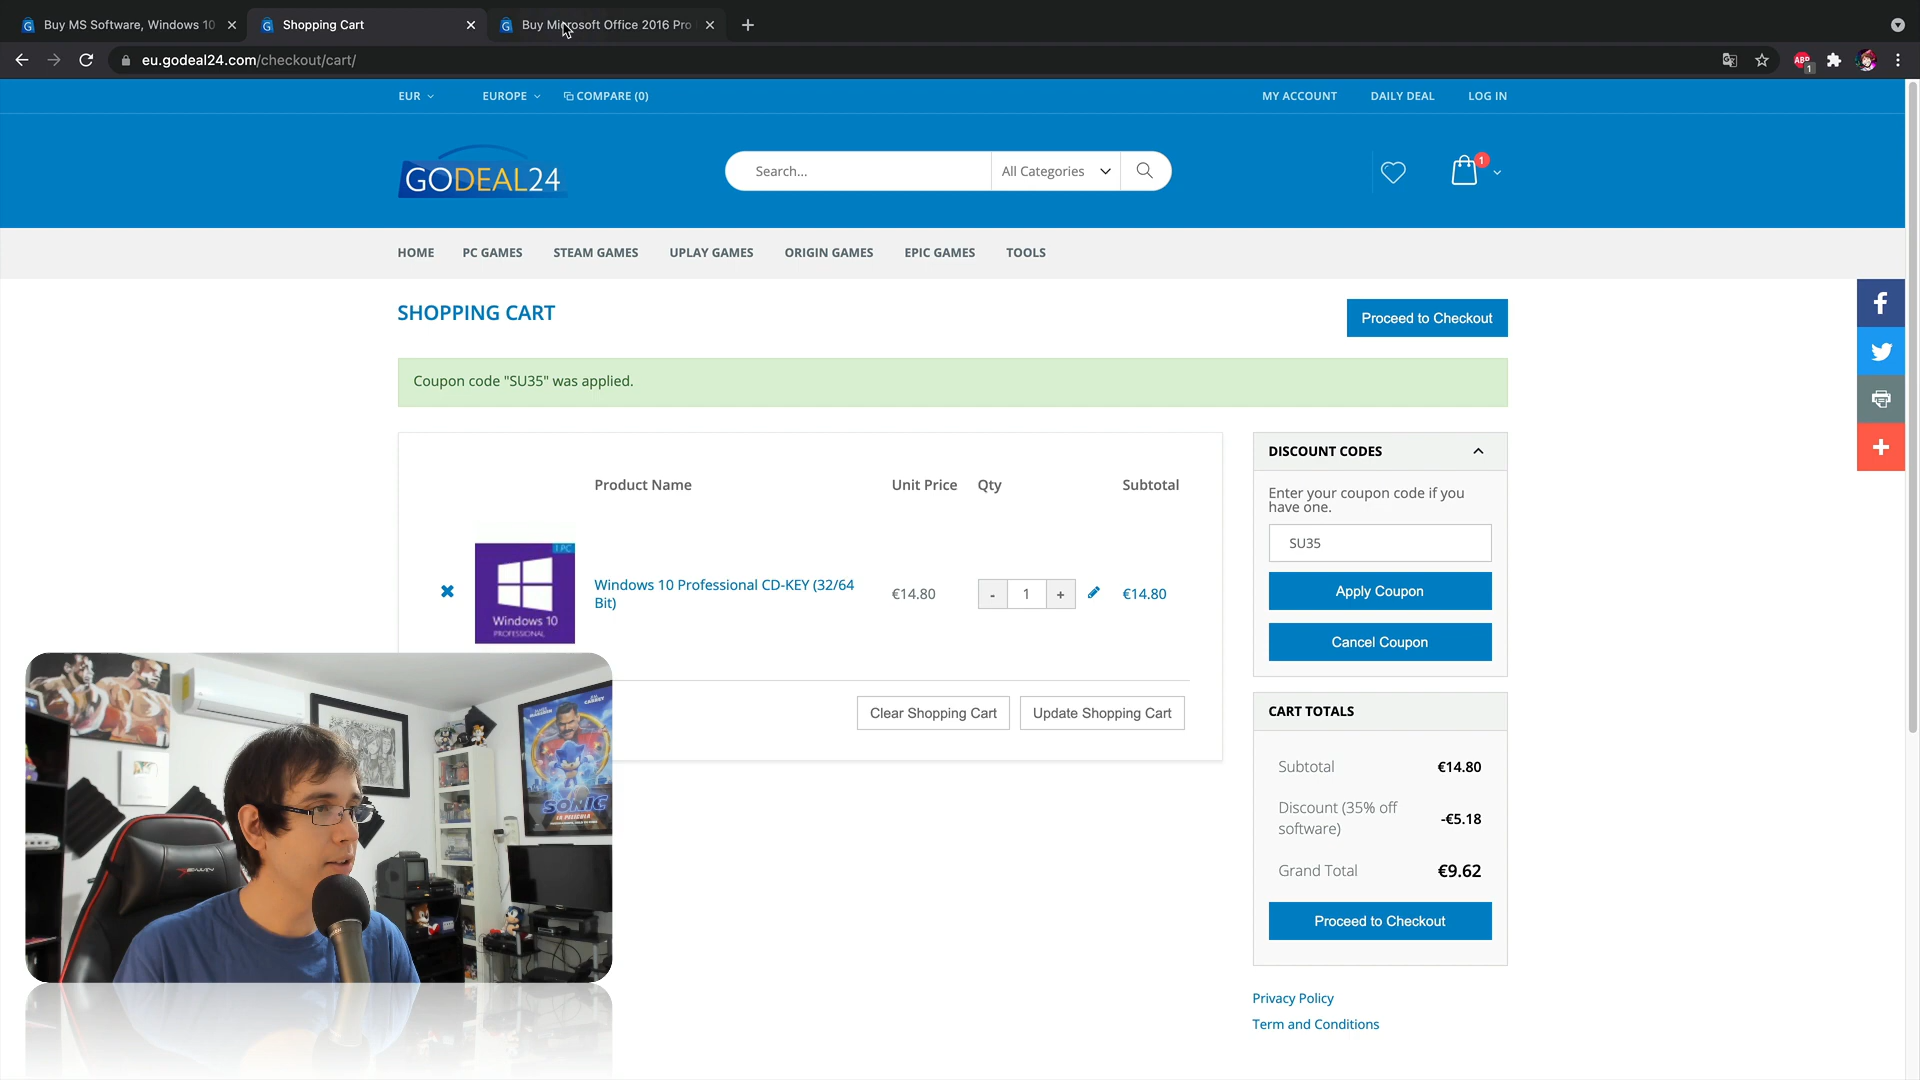 Buy MS Software, Windows 10
Shopping Cart
Buy Microsoft Office 2016 Pro
eu.godeal24.com/checkout/cart/
ABP
1
EUR
EUROPE
COMPARE (0)
MY ACCOUNT
DAILY DEAL
LOG IN
GODEAL24
Search...
All Categories
1
HOME
PC GAMES
STEAM GAMES
UPLAY GAMES
ORIGIN GAMES
EPIC GAMES
TOOLS
SHOPPING CART
Proceed to Checkout
Coupon code "SU35" was applied.
Product Name
Unit Price
Qty
Subtotal
1 PC
Windows 10
PROFESSIONAL
Windows 10 Professional CD-KEY (32/64
Bit)
€14.80
-
1
+
€14.80
Clear Shopping Cart
Update Shopping Cart
DISCOUNT CODES
Enter your coupon code if you
have one.
SU35
Apply Coupon
Cancel Coupon
CART TOTALS
Subtotal
€14.80
Discount (35% off
software)
-€5.18
Grand Total
€9.62
Proceed to Checkout
Privacy Policy
Term and Conditions
SONIC